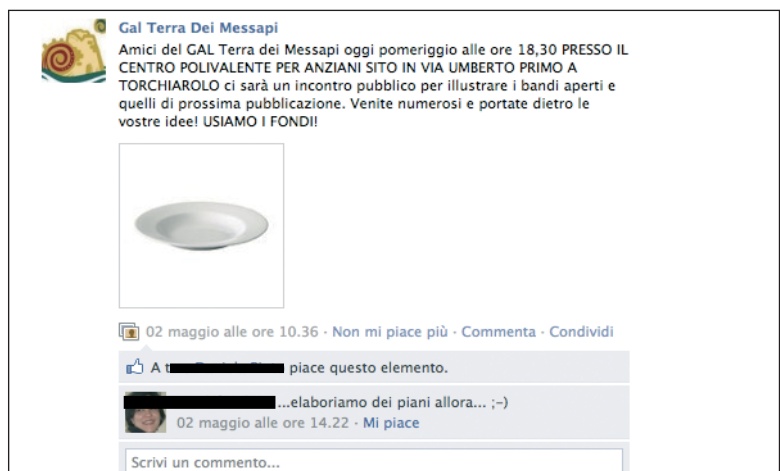 Gal Terra Dei Messapi
Amici del GAL Terra dei Messapi oggi pomeriggio alle ore 18,30 PRESSO IL
CENTRO POLIVALENTE PER ANZIANI SITO IN VIA UMBERTO PRIMO A
TORCHIAROLO ci sarà un incontro pubblico per illustrare i bandi aperti e
quelli di prossima pubblicazione. Venite numerosi e portate dietro le
vostre idee! USIAMO I FONDI!
02 maggio alle ore 10.36 · Non mi piace più · Commenta · Condividi
A piace questo elemento.
...elaboriamo dei piani allora... ;-)
02 maggio alle ore 14.22 · Mi piace
Scrivi un commento...